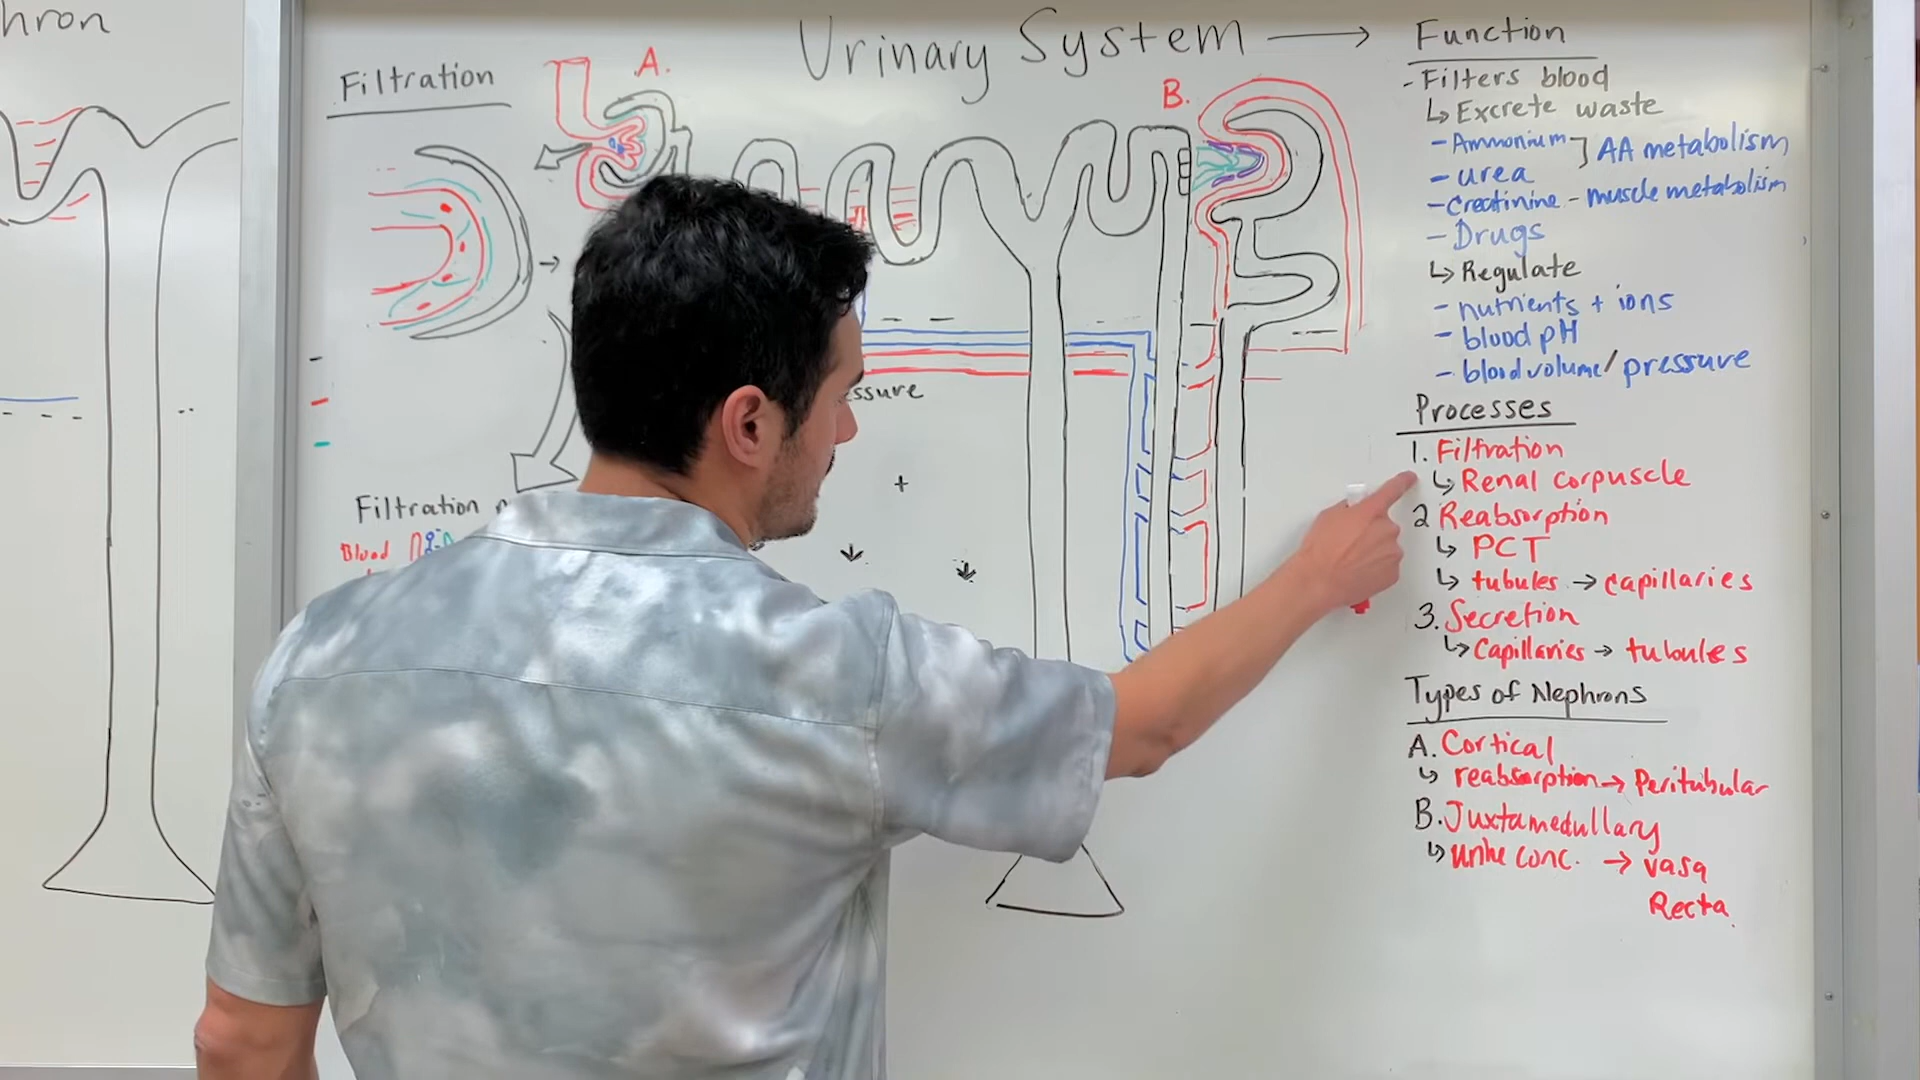 hron
Urinary System →
Filtration
A.
B.
ssure
+
Filtration
Blood
Function
- Filters blood
↳ Excrete waste
- Ammonium ] AA metabolism
- urea
- Creatinine - muscle metabolism
- Drugs
↳ Regulate
- nutrients + ions
- blood pH
- blood volume / pressure
Processes
1. Filtration
↳ Renal corpuscle
2 Reabsorption
↳ PCT
↳ tubules → capillaries
3. Secretion
↳ Capillaries → tubules
Types of Nephrons
A. Cortical
↳ reabsorption → Peritubular
B. Juxtamedullary
↳ conc. → vasa
Recta